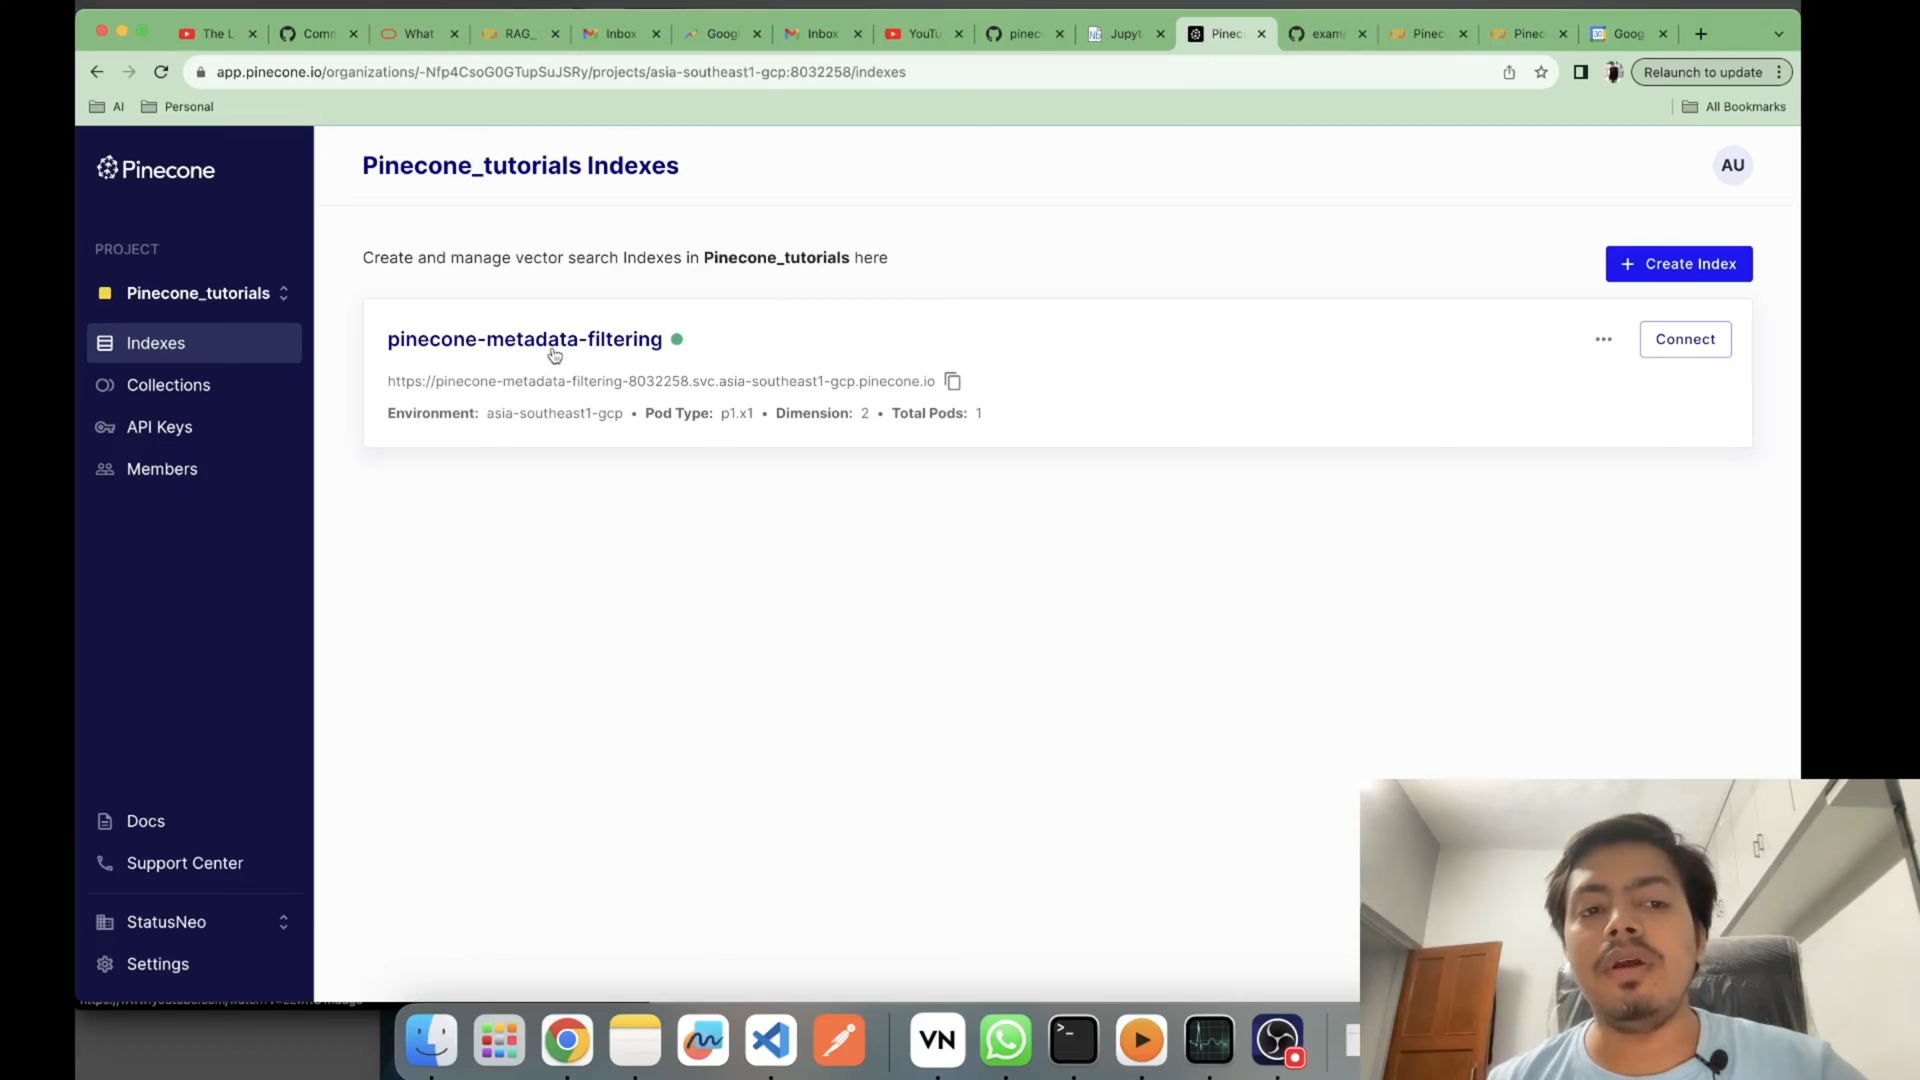 The L
Com
What
RAG_
Inbox
Goog
Inbox
YouTu
pinec
Jupyt
Pinec
exam
Pinec
Pinec
30
Goog
app.pinecone.io/organizations/-Nfp4CsoG0GTupSuJSRy/projects/asia-southeast1-gcp:8032258/indexes
Relaunch to update
AI
Personal
All Bookmarks
Pinecone
Pinecone_tutorials Indexes
AU
PROJECT
Create and manage vector search Indexes in Pinecone_tutorials here
+ Create Index
Pinecone_tutorials
Indexes
Collections
API Keys
Members
pinecone-metadata-filtering
Connect
https://pinecone-metadata-filtering-8032258.svc.asia-southeast1-gcp.pinecone.io
Environment: asia-southeast1-gcp • Pod Type: p1.x1 • Dimension: 2 • Total Pods: 1
Docs
Support Center
StatusNeo
Settings
VN